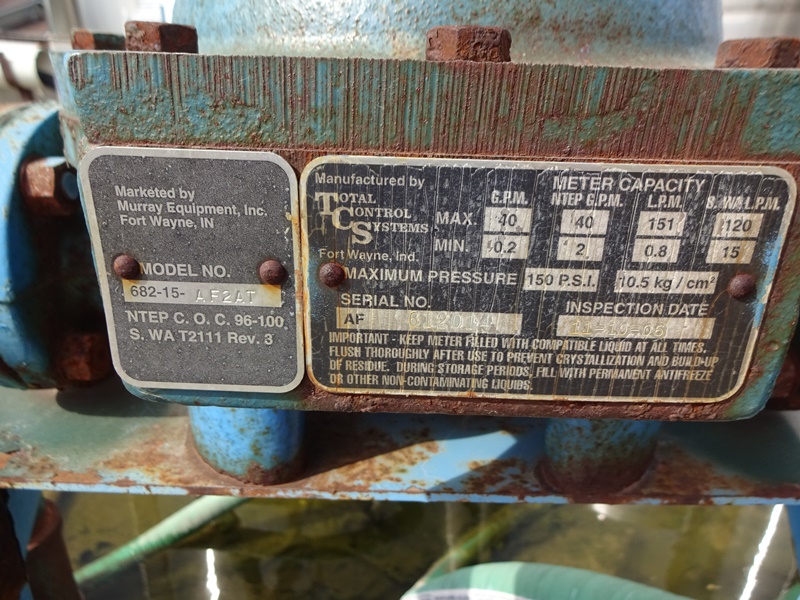 Marketed by
Murray Equipment, Inc.
Fort Wayne, IN
MODEL NO.
682-15- AF2AT
NTEP C. O. C. 96-100
S. WA T2111 Rev. 3
Manufactured by
TOTAL
CONTROL
SYSTEMS
Fort Wayne, Ind.
METER CAPACITY
G.P.M. NTEP G.P.M. L.P.M. S. WA L.P.M.
MAX. 40 40 151 120
MIN. 0.2 2 0.8 15
MAXIMUM PRESSURE 150 P.S.I. 10.5 kg / cm²
SERIAL NO. INSPECTION DATE
AF
IMPORTANT - KEEP METER FILLED WITH COMPATIBLE LIQUID AT ALL TIMES.
FLUSH THOROUGHLY AFTER USE TO PREVENT CRYSTALLIZATION AND BUILD-UP
OF RESIDUE. DURING STORAGE PERIODS, FILL WITH PERMANENT ANTIFREEZE
OR OTHER NON-CONTAMINATING LIQUIDS.